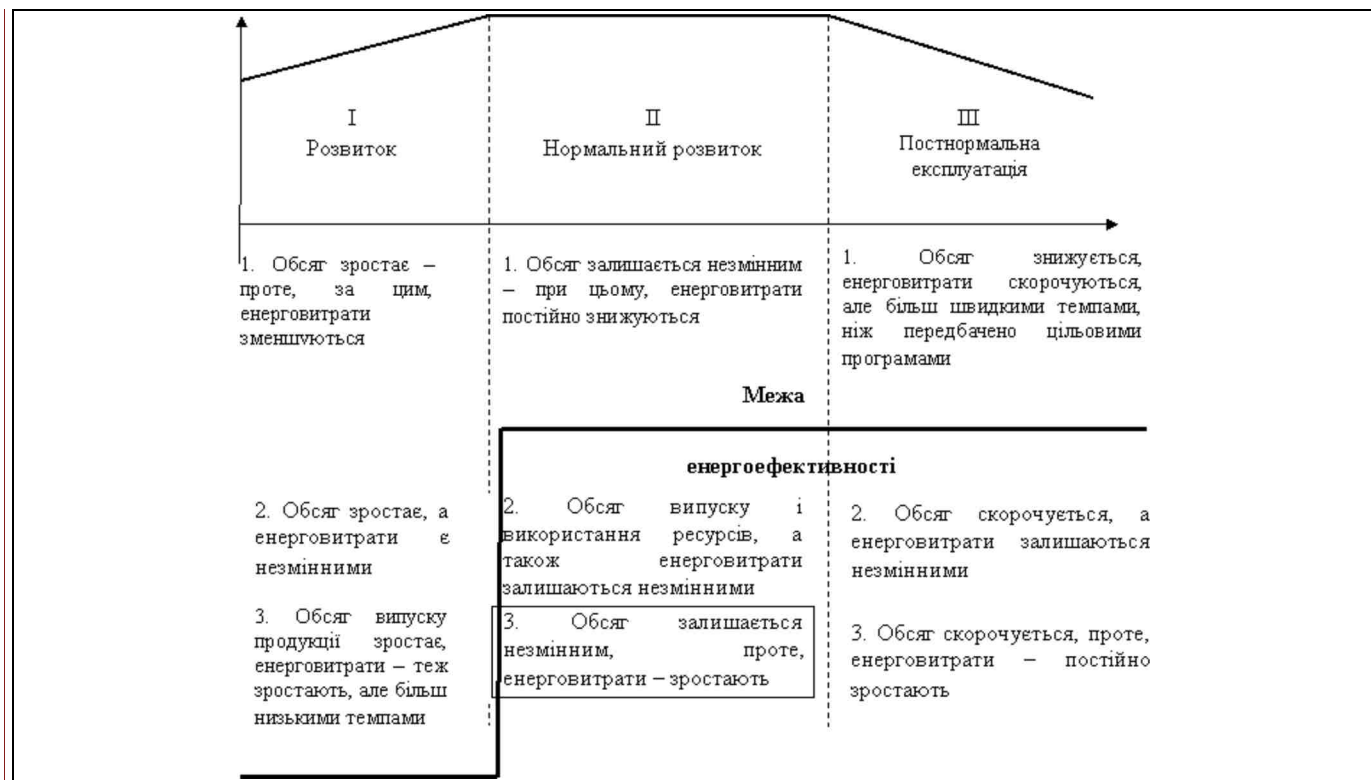 I
Розвиток
II
Нормальний розвиток
III
Постнормальна
експлуатація
1. Обсяг зростає –
проте, за цим,
енерговитрати
зменшуються
1. Обсяг залишається незмінним
– при цьому, енерговитрати
постійно знижуються
1. Обсяг знижується,
енерговитрати скорочуються,
але більш швидкими темпами,
ніж передбачено цільовими
програмами
Межа
енергоефективності
2. Обсяг зростає, а
енерговитрати є
незмінними
2. Обсяг випуску і
використання ресурсів, а
також енерговитрати
залишаються незмінними
2. Обсяг скорочується, а
енерговитрати залишаються
незмінними
3. Обсяг випуску
продукції зростає,
енерговитрати – теж
зростають, але більш
низькими темпами
3. Обсяг залишається
незмінним, проте,
енерговитрати – зростають
3. Обсяг скорочується, проте,
енерговитрати – постійно
зростають